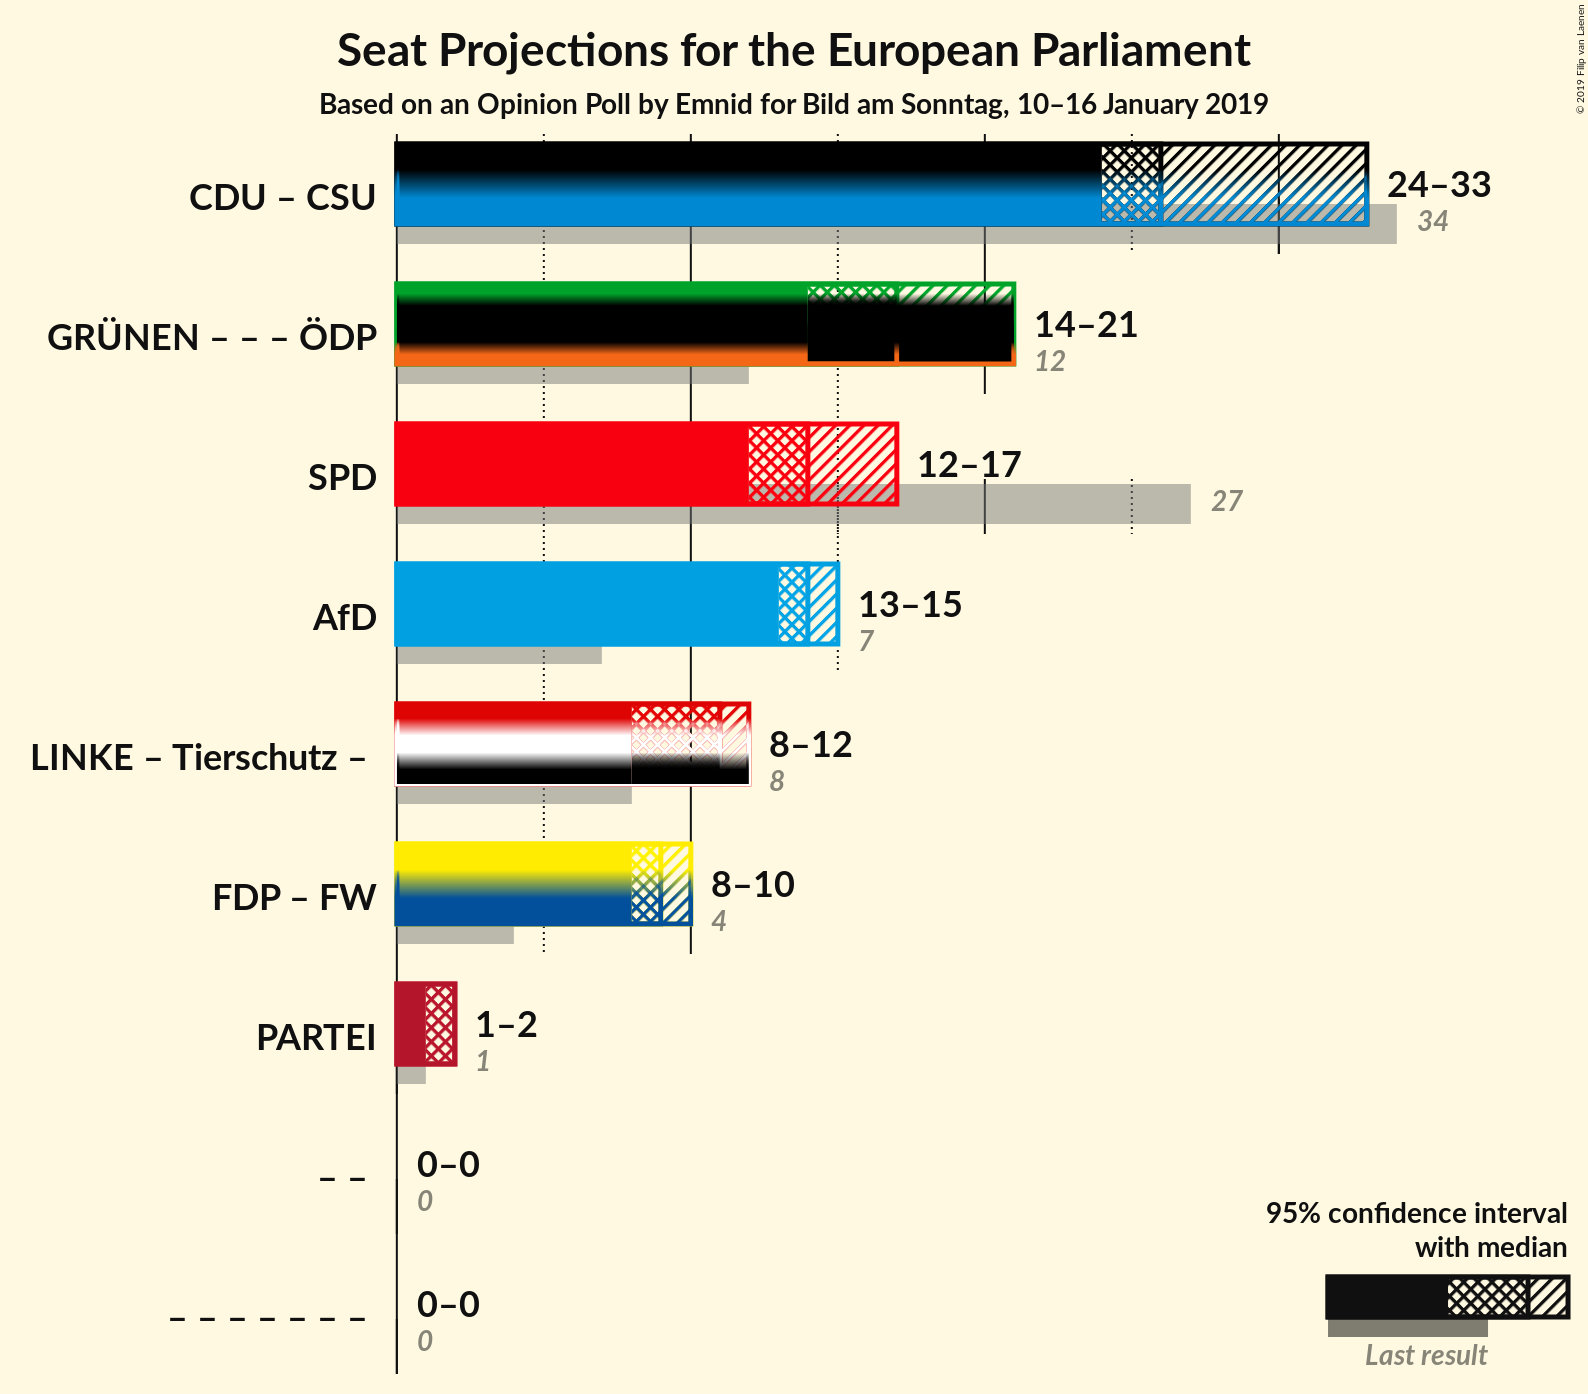 Seat Projections for the European Parliament
Based on an Opinion Poll by Emnid for Bild am Sonntag, 10–16 January 2019
© 2019 Filip van Laenen
CDU – CSU
24–33
34
GRÜNEN – – – ÖDP
14–21
12
SPD
12–17
27
AfD
13–15
7
LINKE – Tierschutz –
8–12
8
FDP – FW
8–10
4
PARTEI
1–2
1
– –
0–0
0
– – – – – – –
0–0
0
95% confidence interval
with median
Last result